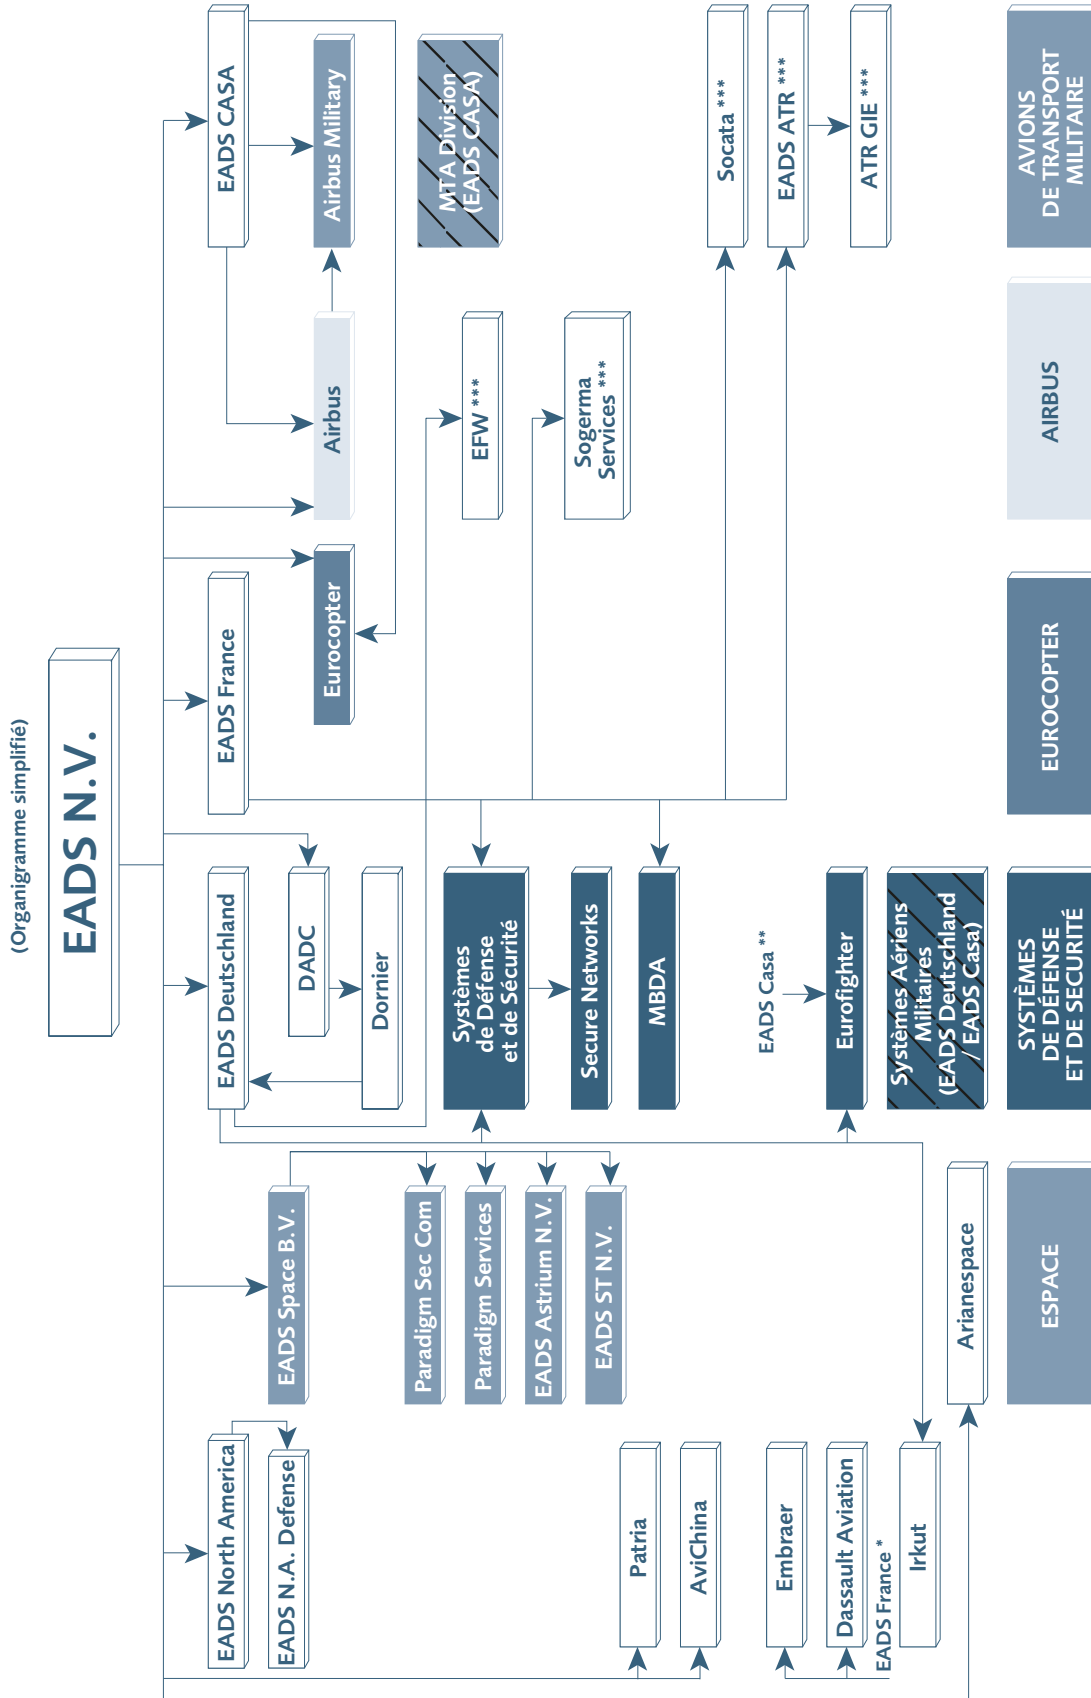 (Organigramme simplifié)
EADS N.V.
EADS North America
EADS N.A. Defense
Patria
AviChina
Embraer
Dassault Aviation
EADS France *
Irkut
EADS Space B.V.
Paradigm Sec Com
Paradigm Services
EADS Astrium N.V.
EADS ST N.V.
Arianespace
ESPACE
EADS Deutschland
DADC
Dornier
Systèmes
de Défense
et de Sécurité
Secure Networks
MBDA
EADS Casa **
Eurofighter
Systèmes Aériens
Militaires
(EADS Deutschland
/ EADS Casa)
SYSTÈMES
DE DÉFENSE
ET DE SECURITÉ
EADS France
Eurocopter
EUROCOPTER
Airbus
EFW ***
Sogerma
Services ***
AIRBUS
EADS CASA
Airbus Military
MTA Division
(EADS CASA)
Socata ***
EADS ATR ***
ATR GIE ***
AVIONS
DE TRANSPORT
MILITAIRE